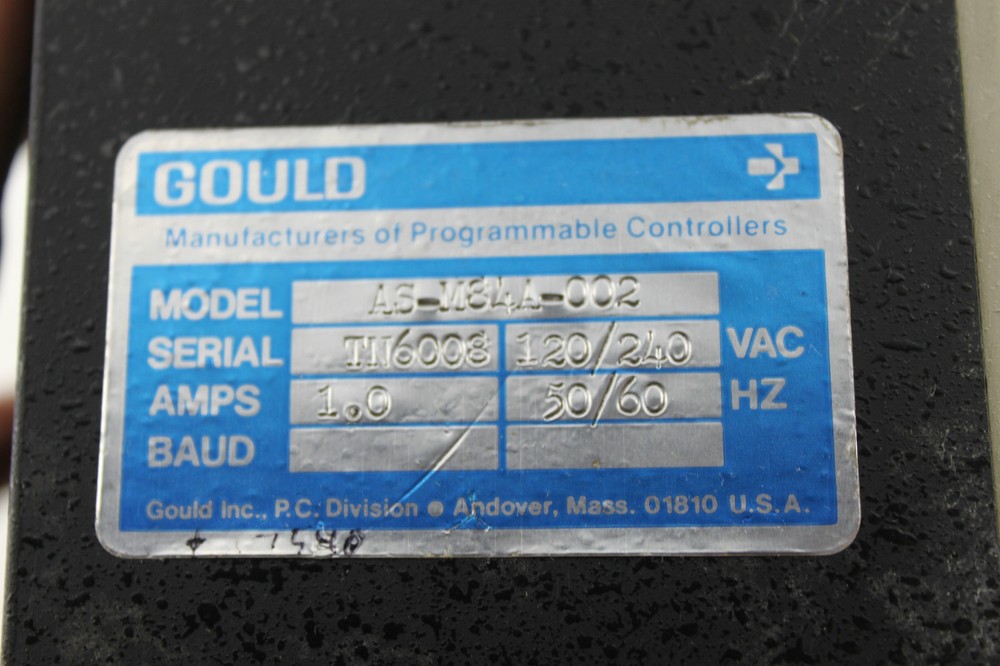 GOULD
Manufacturers of Programmable Controllers
MODEL AS-M84A-002
SERIAL TN6008 120/240 VAC
AMPS 1.0 50/60 HZ
BAUD
Gould Inc., P.C. Division • Andover, Mass. 01810 U.S.A.